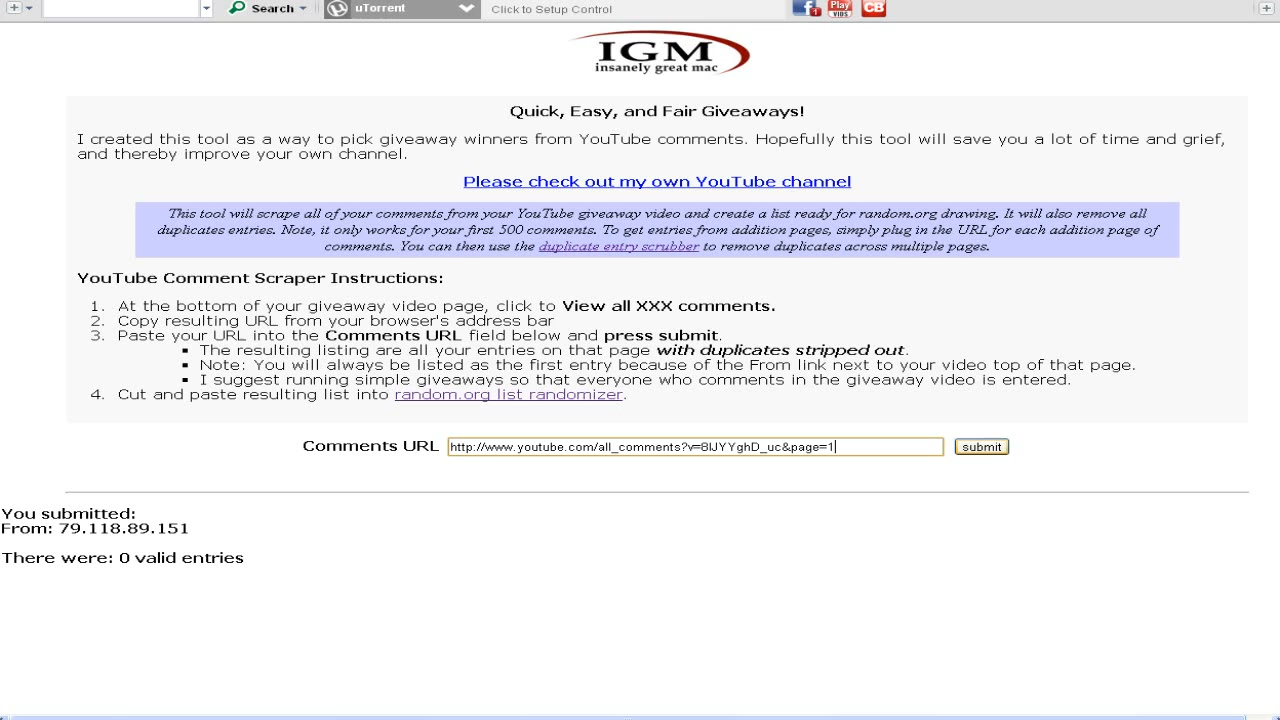 Search
uTorrent
Click to Setup Control
1
Play
VIDS
CB
IGM
insanely great mac
Quick, Easy, and Fair Giveaways!
I created this tool as a way to pick giveaway winners from YouTube comments. Hopefully this tool will save you a lot of time and grief,
and thereby improve your own channel.
Please check out my own YouTube channel
This tool will scrape all of your comments from your YouTube giveaway video and create a list ready for random.org drawing. It will also remove all
duplicates entries. Note, it only works for your first 500 comments. To get entries from addition pages, simply plug in the URL for each addition page of
comments. You can then use the duplicate entry scrubber to remove duplicates across multiple pages.
YouTube Comment Scraper Instructions:
1. At the bottom of your giveaway video page, click to View all XXX comments.
2. Copy resulting URL from your browser's address bar
3. Paste your URL into the Comments URL field below and press submit.
▪ The resulting listing are all your entries on that page with duplicates stripped out.
▪ Note: You will always be listed as the first entry because of the From link next to your video top of that page.
▪ I suggest running simple giveaways so that everyone who comments in the giveaway video is entered.
4. Cut and paste resulting list into random.org list randomizer.
Comments URL http://www.youtube.com/all_comments?v=8lJYYghD_uc&page=1 submit
You submitted:
From: 79.118.89.151
There were: 0 valid entries